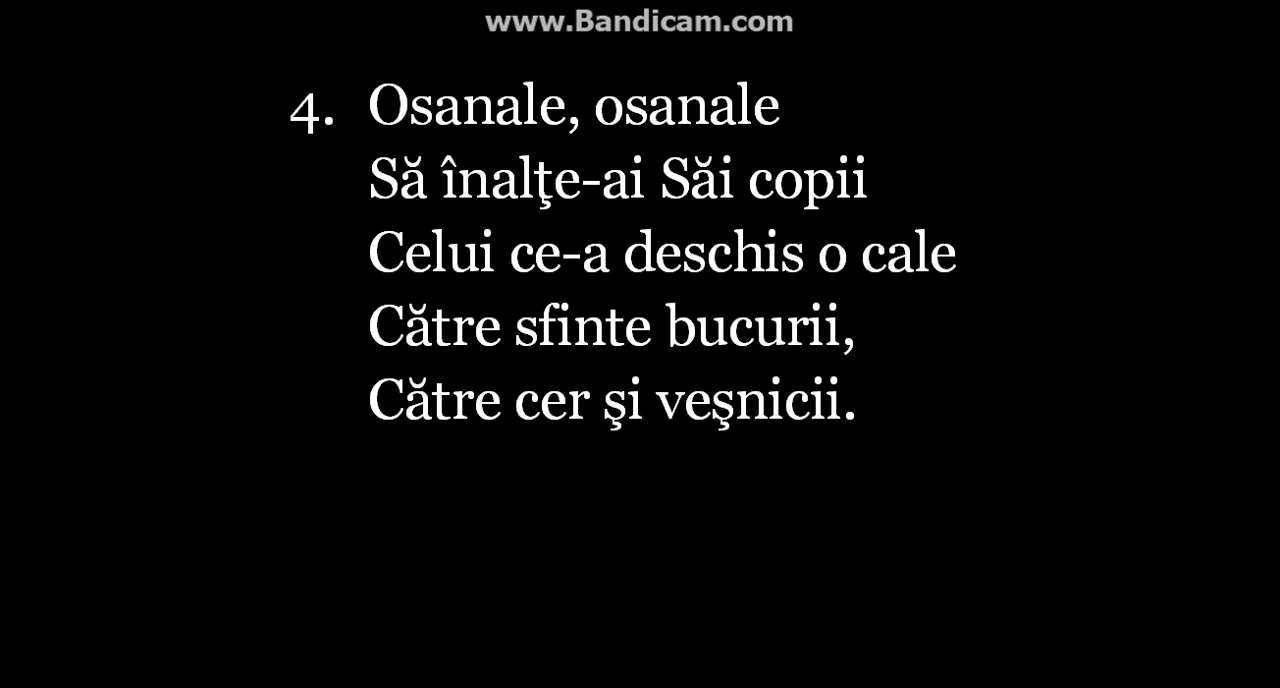 www.Bandicam.com
4. Osanale, osanale
Să înalţe-ai Săi copii
Celui ce-a deschis o cale
Către sfinte bucurii,
Către cer şi veşnicii.